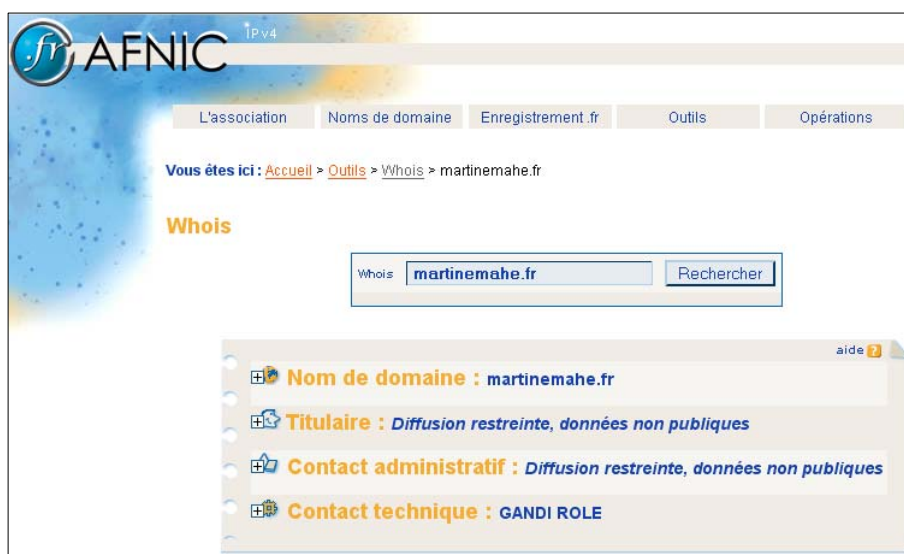 .fr AFNIC IPv4
L'association Noms de domaine Enregistrement .fr Outils Opérations
Vous êtes ici : Accueil > Outils > Whois > martinemahe.fr
Whois
Whois martinemahe.fr Rechercher
aide ?
Nom de domaine : martinemahe.fr
Titulaire : Diffusion restreinte, données non publiques
Contact administratif : Diffusion restreinte, données non publiques
Contact technique : GANDI ROLE